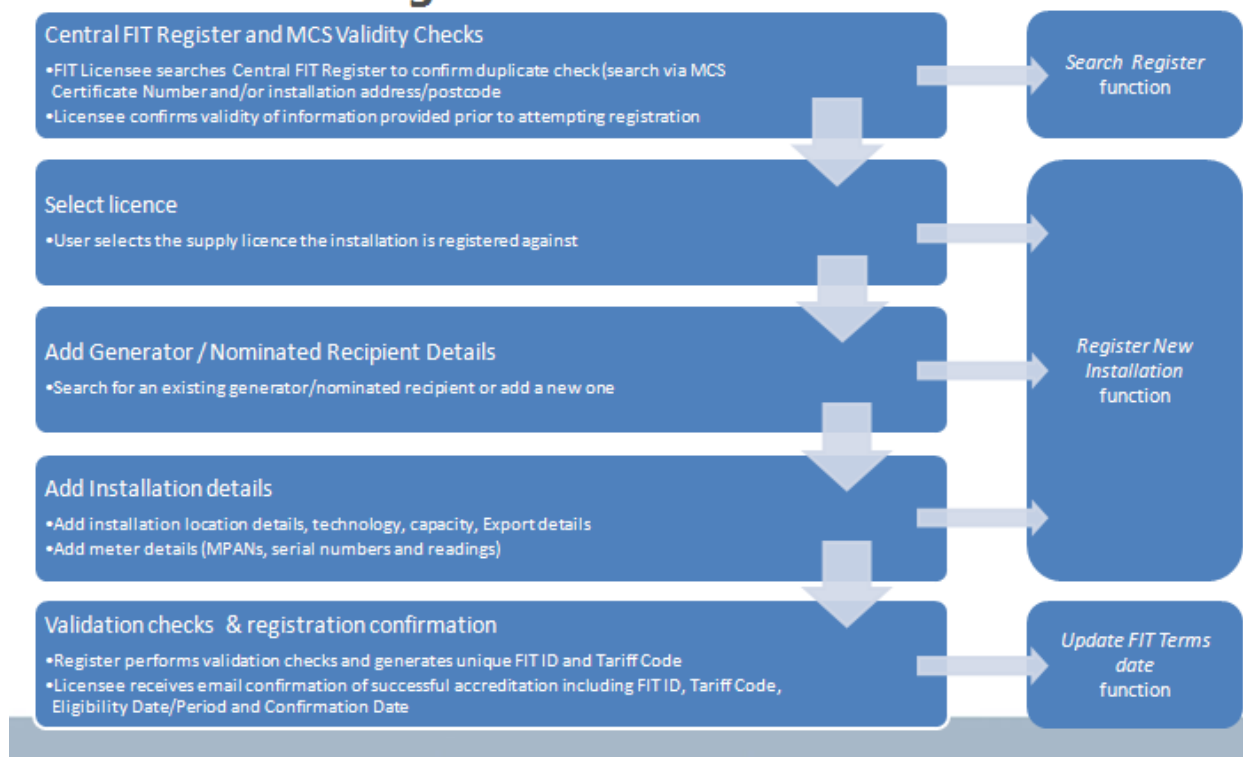 Central FIT Register and MCS Validity Checks
•FIT Licensee searches Central FIT Register to confirm duplicate check (search via MCS
Certificate Number and/or installation address/postcode
•Licensee confirms validity of information provided prior to attempting registration
Search Register
function
Select licence
•User selects the supply licence the installation is registered against
Add Generator / Nominated Recipient Details
•Search for an existing generator/nominated recipient or add a new one
Register New
Installation
function
Add Installation details
•Add installation location details, technology, capacity, Export details
•Add meter details (MPANs, serial numbers and readings)
Validation checks & registration confirmation
•Register performs validation checks and generates unique FIT ID and Tariff Code
•Licensee receives email confirmation of successful accreditation including FIT ID, Tariff Code,
Eligibility Date/Period and Confirmation Date
Update FIT Terms
date
function